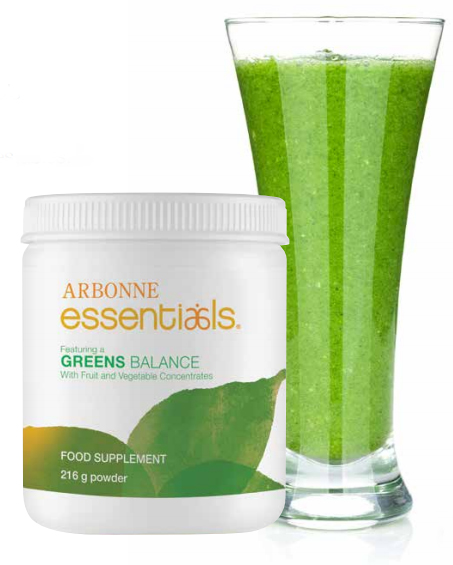 ARBONNE
essentials®
Featuring a
GREENS BALANCE
With Fruit and Vegetable Concentrates
FOOD SUPPLEMENT
216 g powder